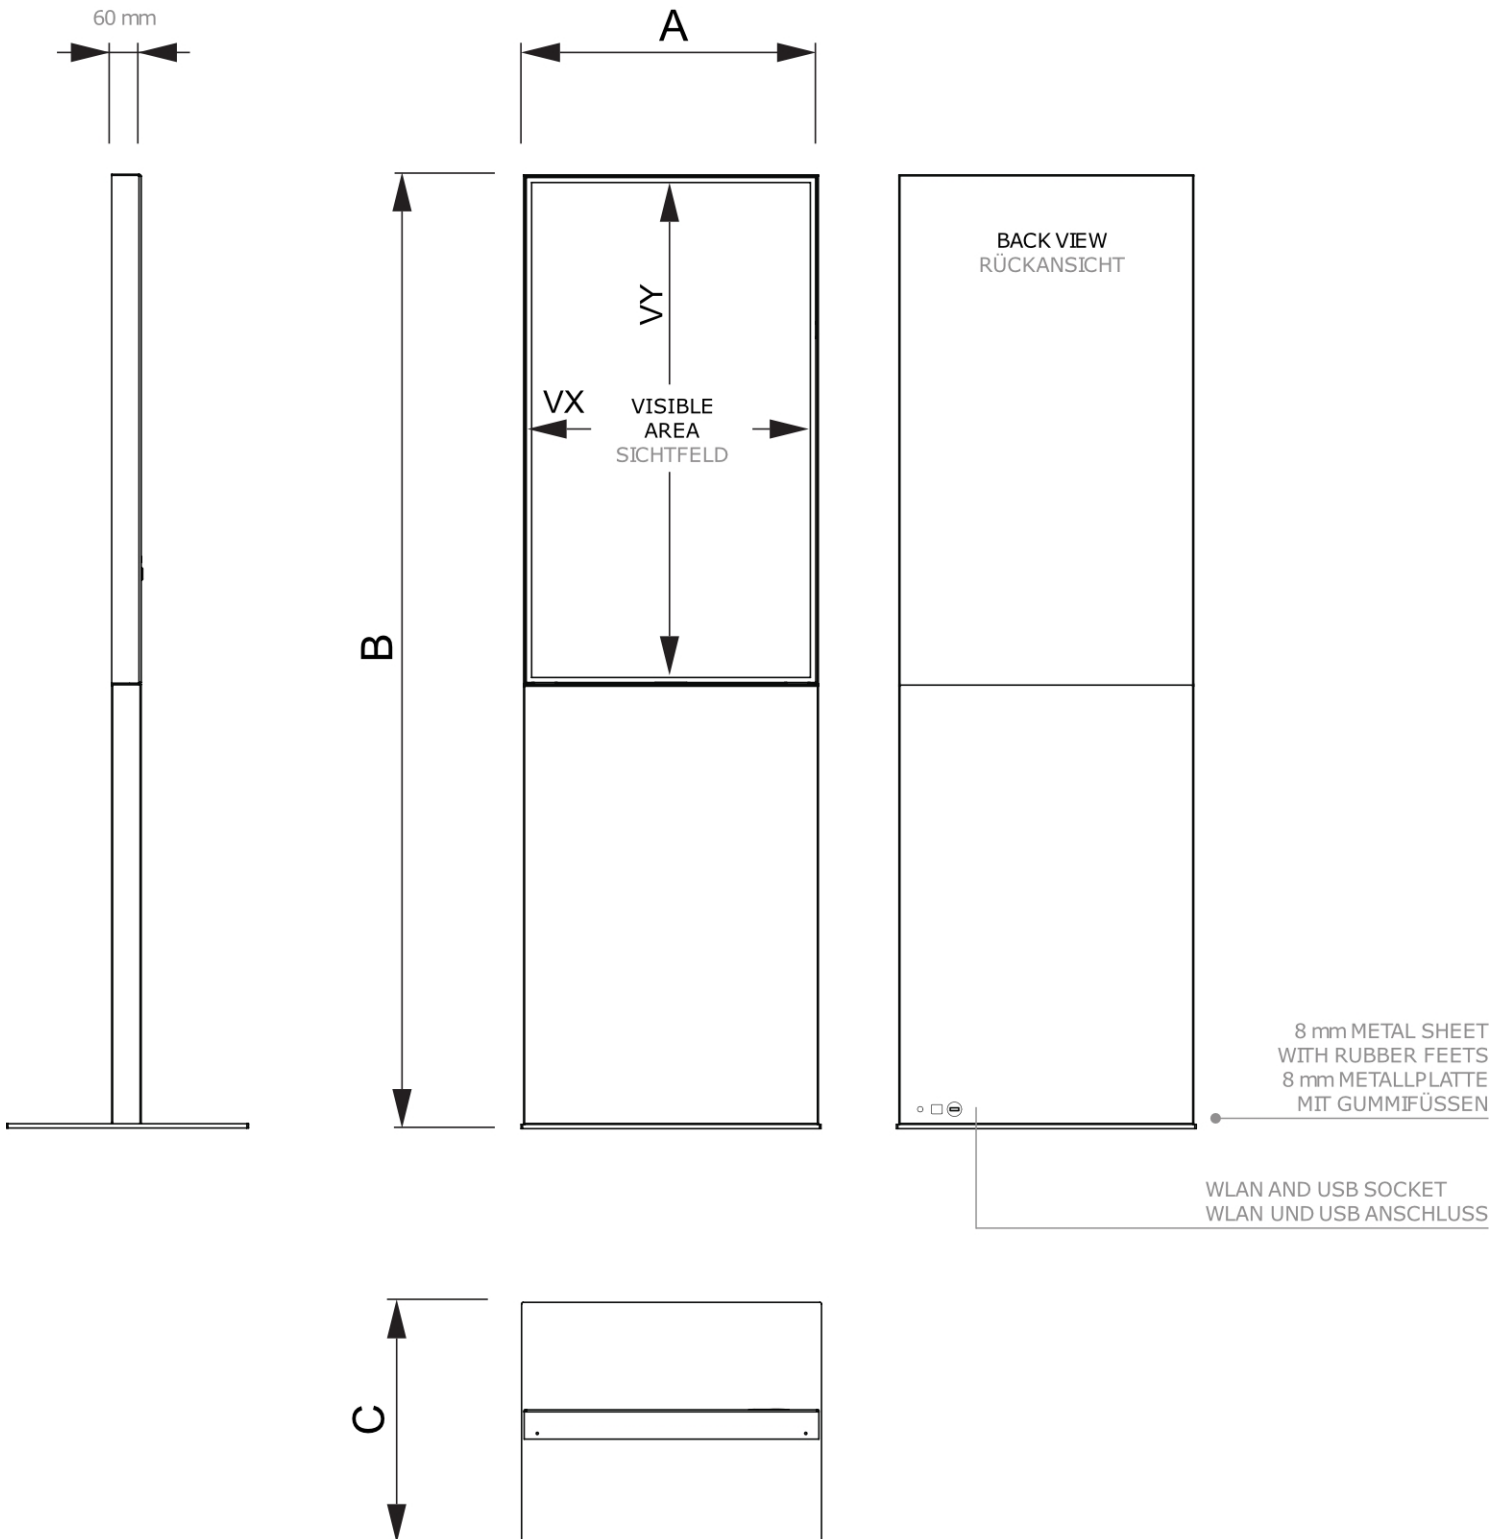 60 mm
A
BACK VIEW
RÜCKANSICHT
VY
VX
VISIBLE
AREA
SICHTFELD
B
8 mm METAL SHEET
WITH RUBBER FEETS
8 mm METALLPLATTE
MIT GUMMIFÜSSEN
WLAN AND USB SOCKET
WLAN UND USB ANSCHLUSS
C